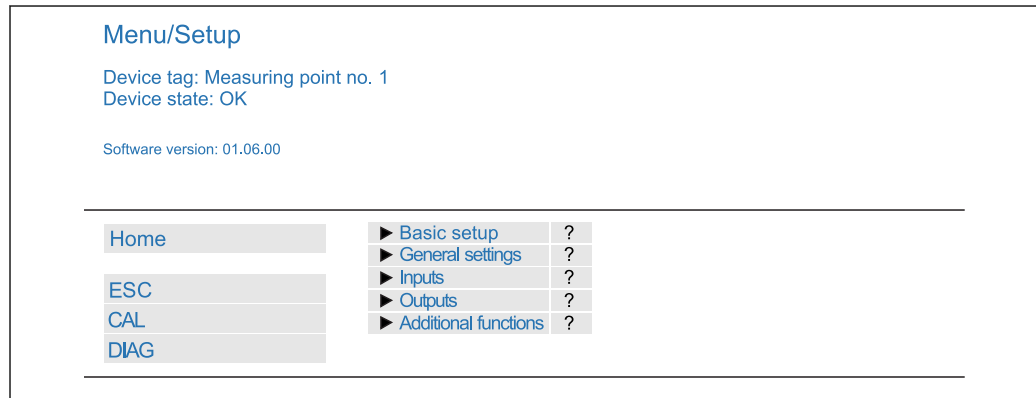 Menu/Setup
Device tag: Measuring point no. 1
Device state: OK
Software version: 01.06.00
Home
ESC
CAL
DIAG
► Basic setup ?
► General settings ?
► Inputs ?
► Outputs ?
► Additional functions ?